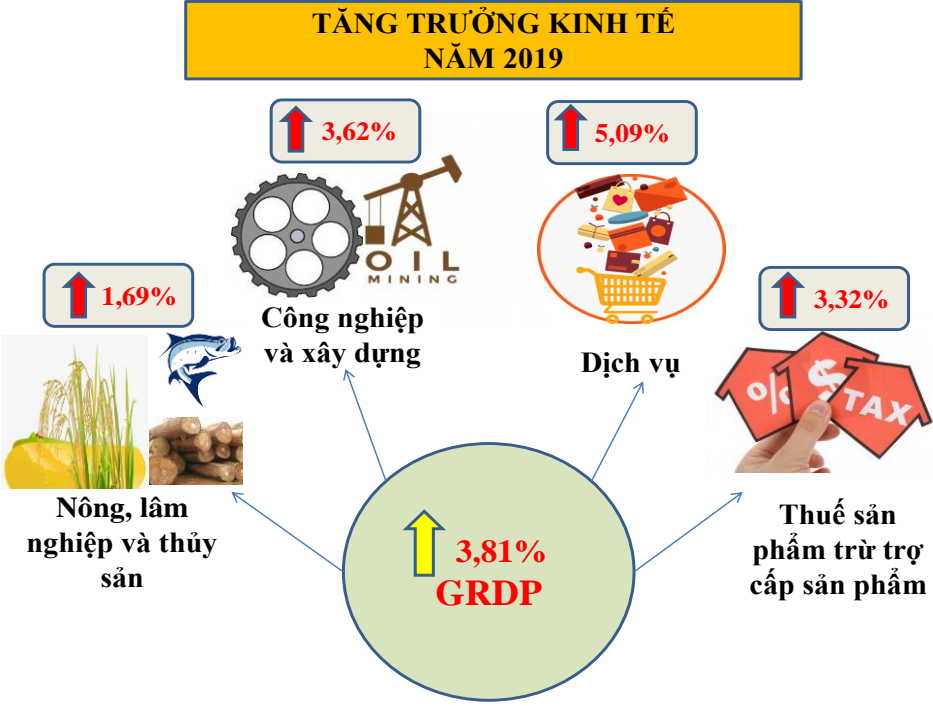 TĂNG TRƯỞNG KINH TẾ
NĂM 2019
3,62%
5,09%
OIL
MINING
1,69%
3,32%
Công nghiệp
và xây dựng
Dịch vụ
%
$
TAX
Nông, lâm
nghiệp và thủy
sản
Thuế sản
phẩm trừ trợ
cấp sản phẩm
3,81%
GRDP